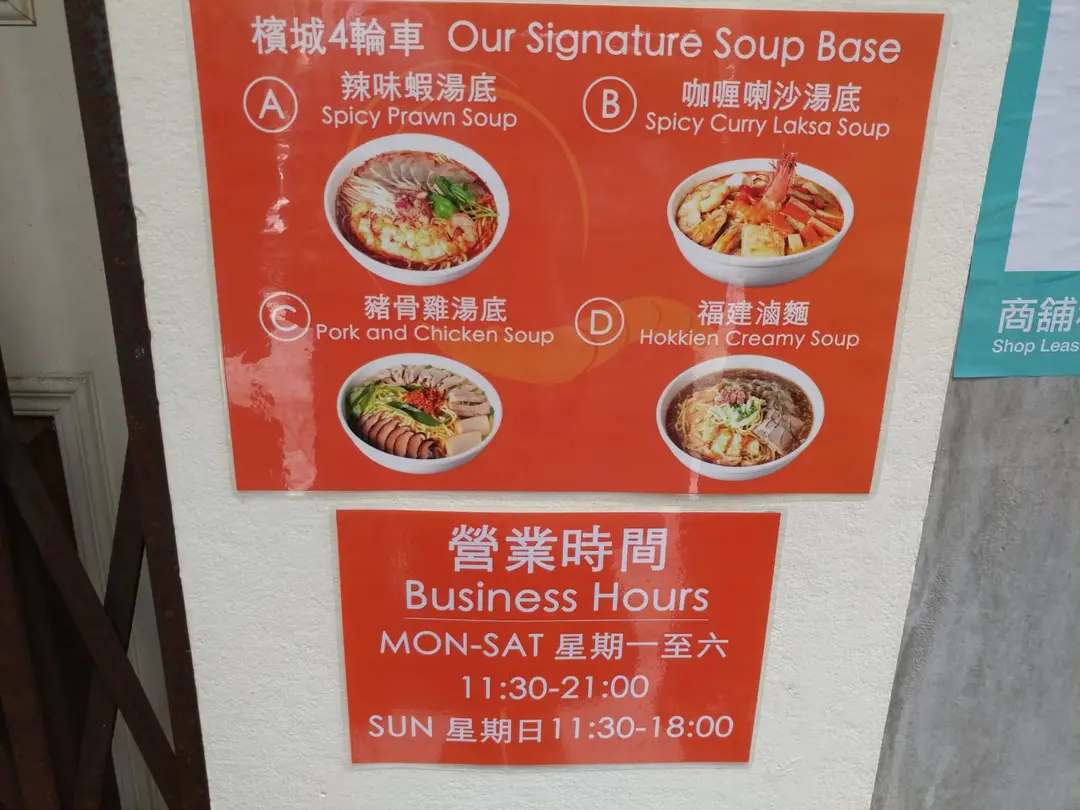 檳城4輪車 Our Signature Soup Base
A 辣味蝦湯底
Spicy Prawn Soup
B 咖喱喇沙湯底
Spicy Curry Laksa Soup
C 豬骨雞湯底
Pork and Chicken Soup
D 福建滷麵
Hokkien Creamy Soup
營業時間
Business Hours
MON-SAT 星期一至六
11:30-21:00
SUN 星期日 11:30-18:00
商舖
Shop Leas